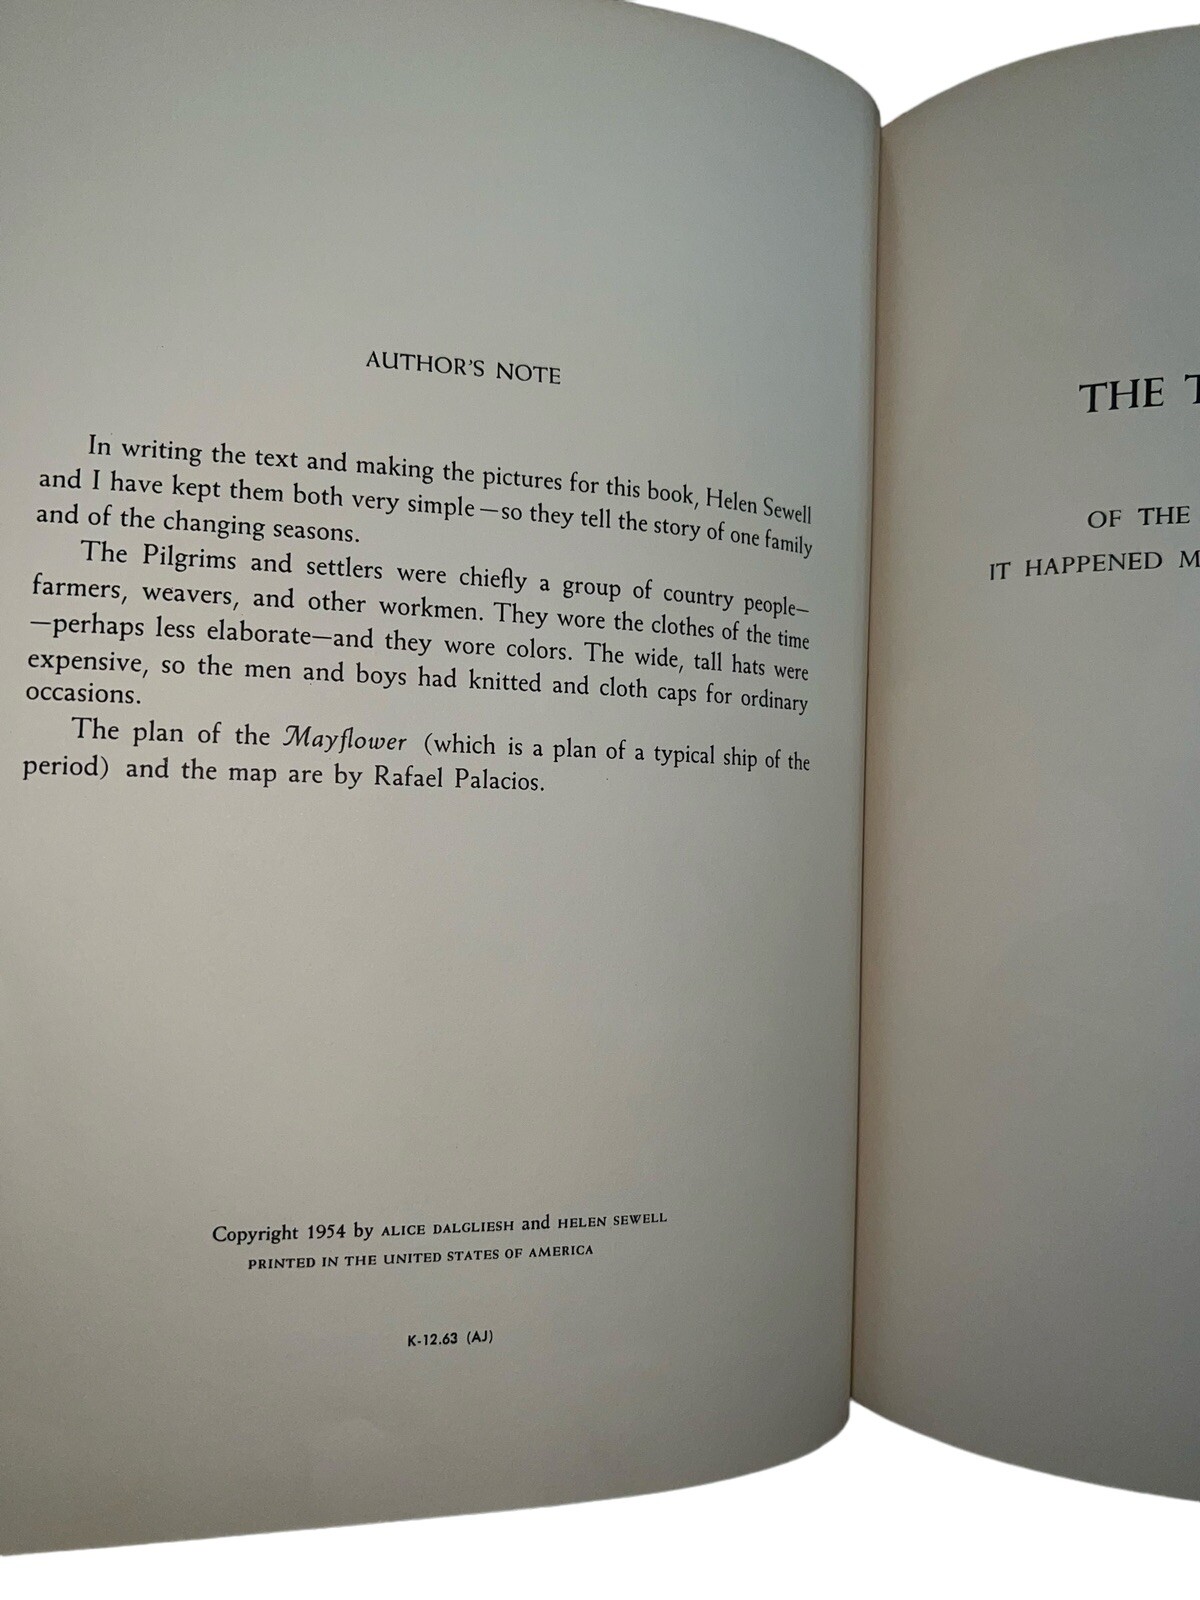 AUTHOR'S NOTE
In writing the text and making the pictures for this book, Helen Sewell
and I have kept them both very simple—so they tell the story of one family
and of the changing seasons.
The Pilgrims and settlers were chiefly a group of country people—
farmers, weavers, and other workmen. They wore the clothes of the time
—perhaps less elaborate—and they wore colors. The wide, tall hats were
expensive, so the men and boys had knitted and cloth caps for ordinary
occasions.
The plan of the Mayflower (which is a plan of a typical ship of the
period) and the map are by Rafael Palacios.
Copyright 1954 by ALICE DALGLIESH and HELEN SEWELL
PRINTED IN THE UNITED STATES OF AMERICA
K-12.63 (AJ)
THE
OF THE
IT HAPPENED